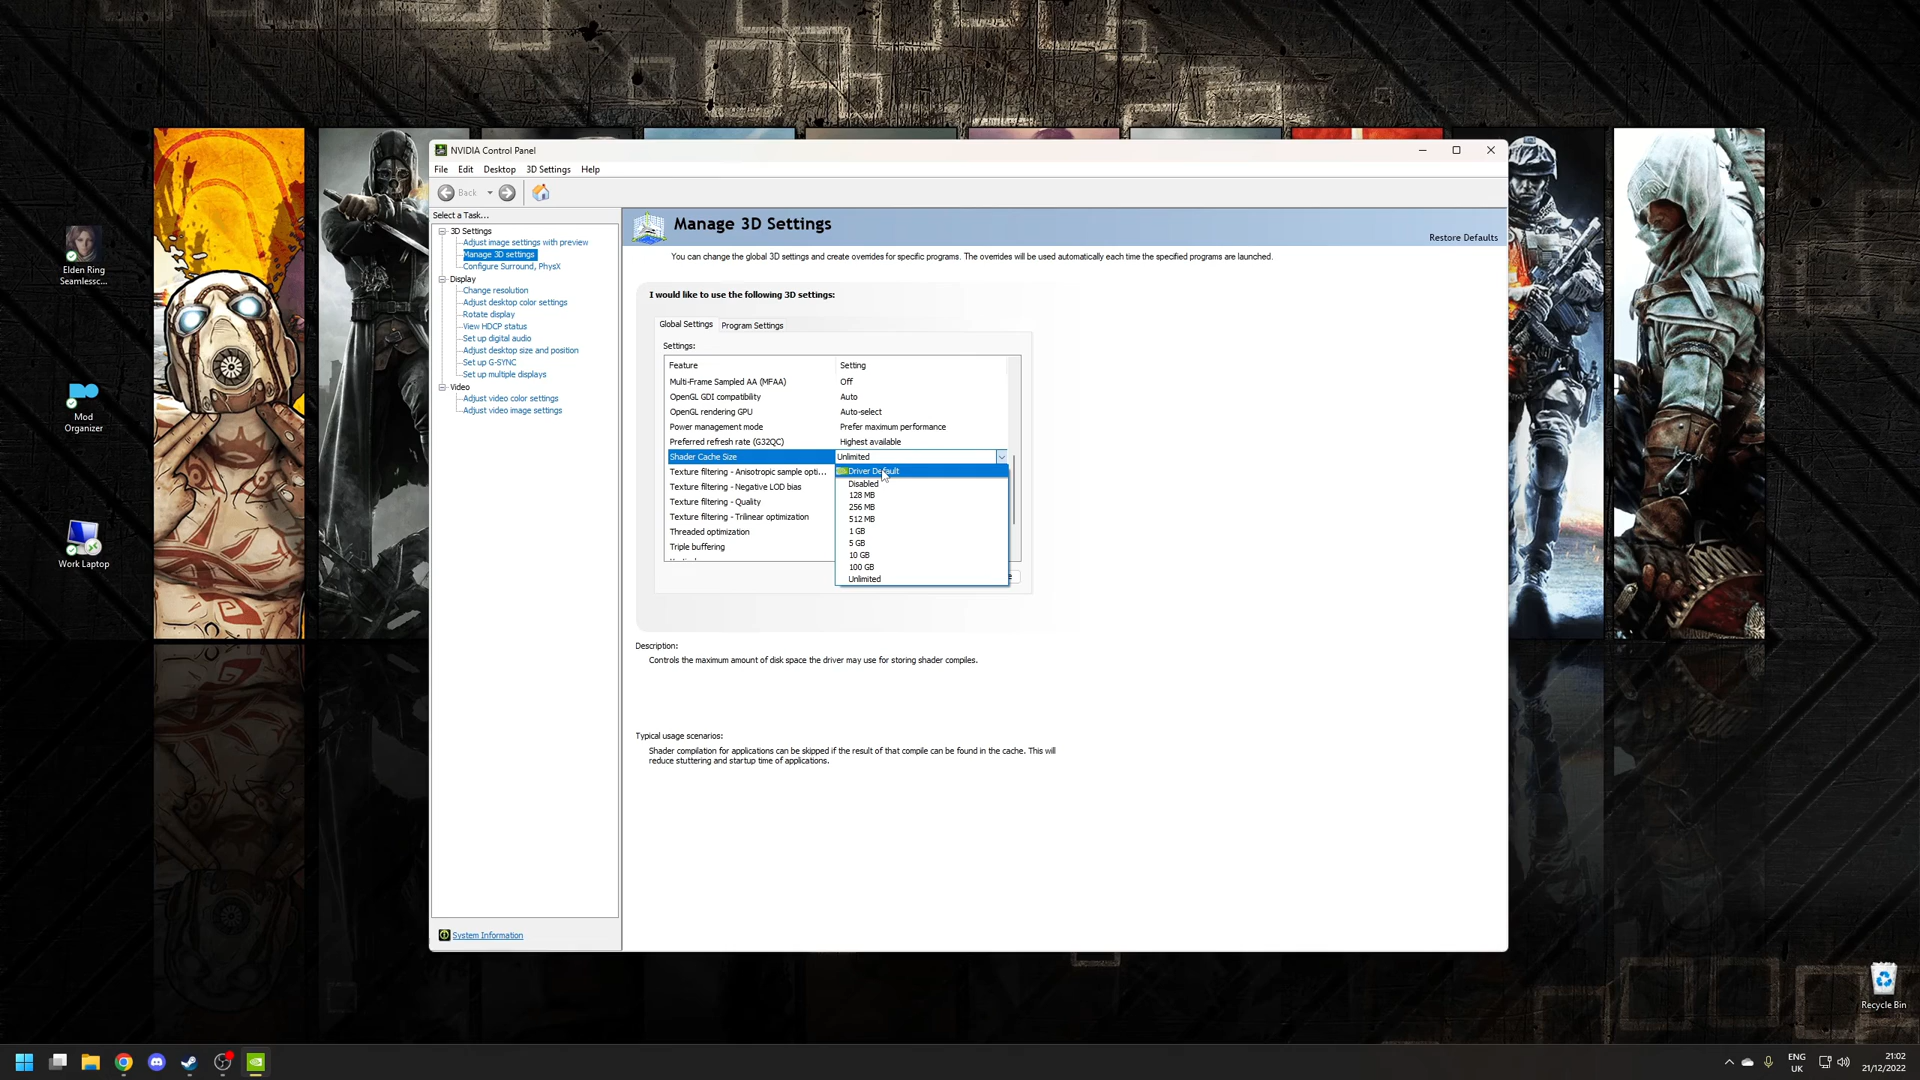 NVIDIA Control Panel
File Edit Desktop 3D Settings Help
Back
Select a Task...
3D Settings
Adjust image settings with preview
Manage 3D settings
Configure Surround, PhysX
Display
Change resolution
Adjust desktop color settings
Rotate display
View HDCP status
Set up digital audio
Adjust desktop size and position
Set up G-SYNC
Set up multiple displays
Video
Adjust video color settings
Adjust video image settings
System Information
Manage 3D Settings
Restore Defaults
You can change the global 3D settings and create overrides for specific programs. The overrides will be used automatically each time the specified programs are launched.
I would like to use the following 3D settings:
Global Settings Program Settings
Settings:
Feature Setting
Multi-Frame Sampled AA (MFAA) Off
OpenGL GDI compatibility Auto
OpenGL rendering GPU Auto-select
Power management mode Prefer maximum performance
Preferred refresh rate (G32QC) Highest available
Shader Cache Size Unlimited
Texture filtering - Anisotropic sample opti...
Texture filtering - Negative LOD bias
Texture filtering - Quality
Texture filtering - Trilinear optimization
Threaded optimization
Triple buffering
Driver Default
Disabled
128 MB
256 MB
512 MB
1 GB
5 GB
10 GB
100 GB
Unlimited
Description:
Controls the maximum amount of disk space the driver may use for storing shader compiles.
Typical usage scenarios:
Shader compilation for applications can be skipped if the result of that compile can be found in the cache. This will
reduce stuttering and startup time of applications.
Elden Ring
Seamlessc...
Mod
Organizer
Work Laptop
Recycle Bin
ENG
UK
21:02
21/12/2022